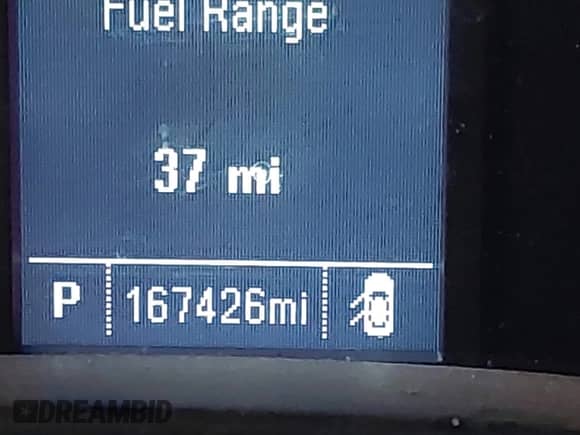 Fuel Range
37 mi
P 167426mi
DREAMBID